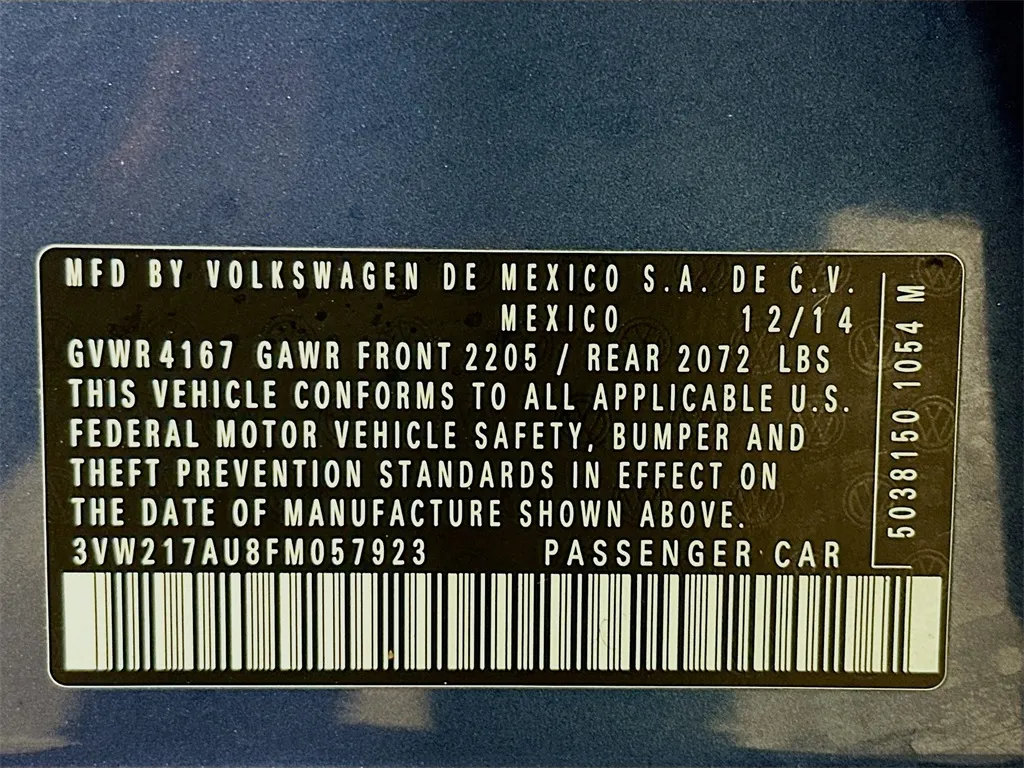 MFD BY VOLKSWAGEN DE MEXICO S.A. DE C.V.
MEXICO 12/14
GVWR 4167 GAWR FRONT 2205 / REAR 2072 LBS
THIS VEHICLE CONFORMS TO ALL APPLICABLE U.S.
FEDERAL MOTOR VEHICLE SAFETY, BUMPER AND
THEFT PREVENTION STANDARDS IN EFFECT ON
THE DATE OF MANUFACTURE SHOWN ABOVE.
3VW217AU8FM057923 PASSENGER CAR
5038150 1054 M